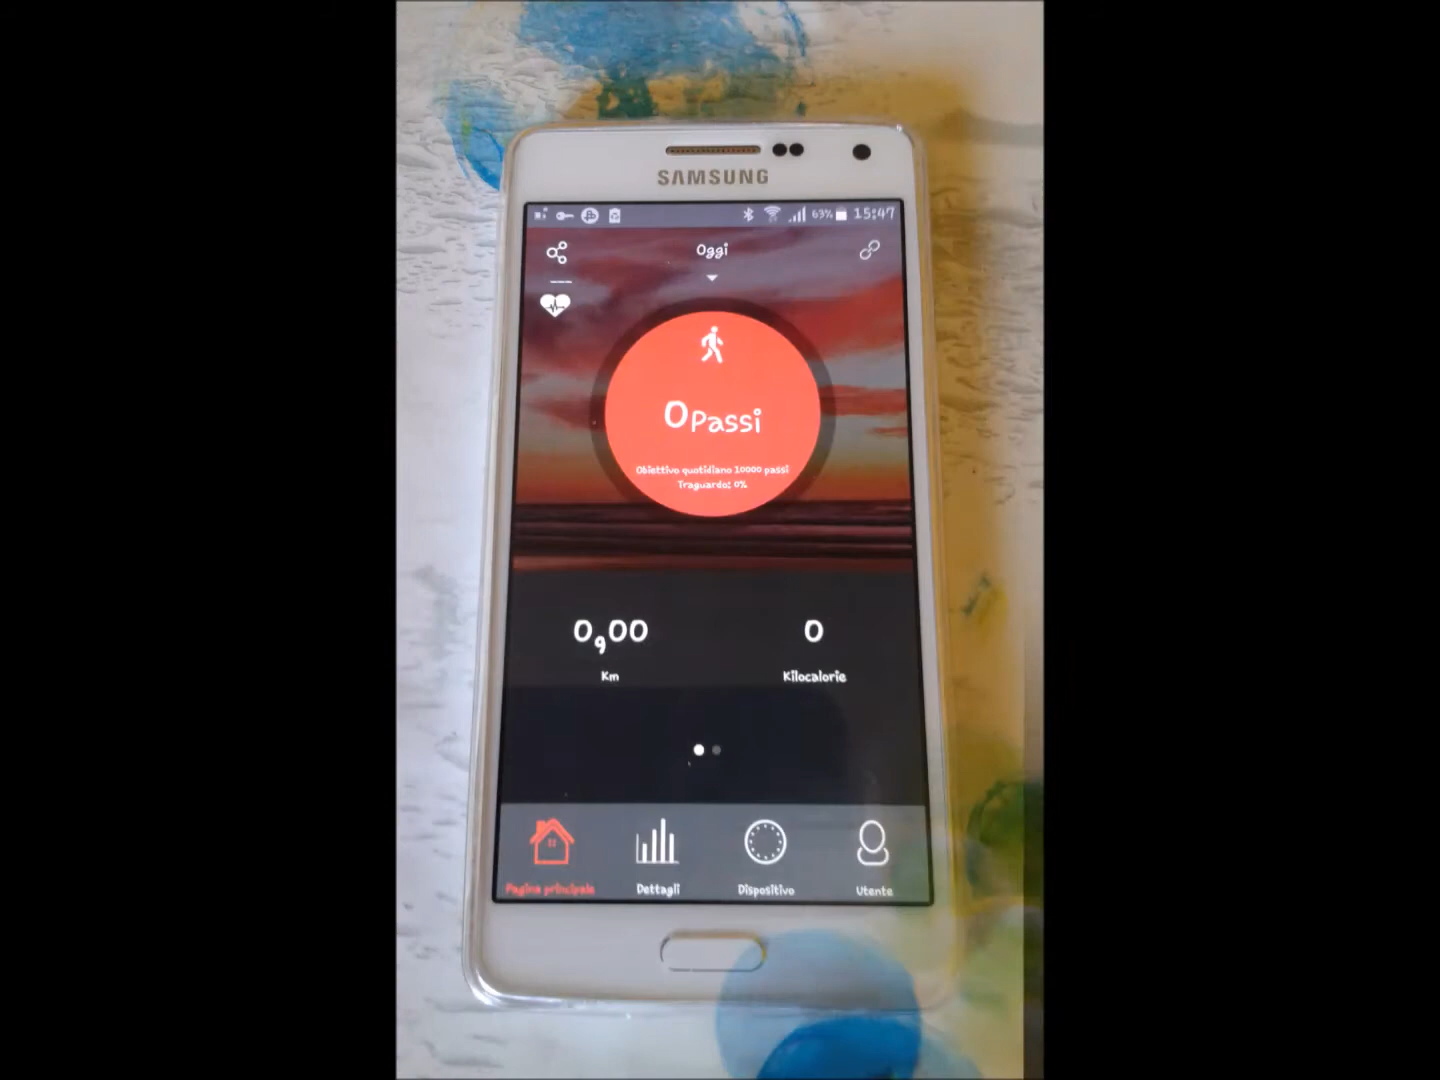 SAMSUNG
63% 15:47
Oggi
0Passi
Obiettivo quotidiano 10000 passi
Traguardo: 0%
0,00 0
Km Kilocalorie
Pagina principale Dettagli Dispositivo Utente